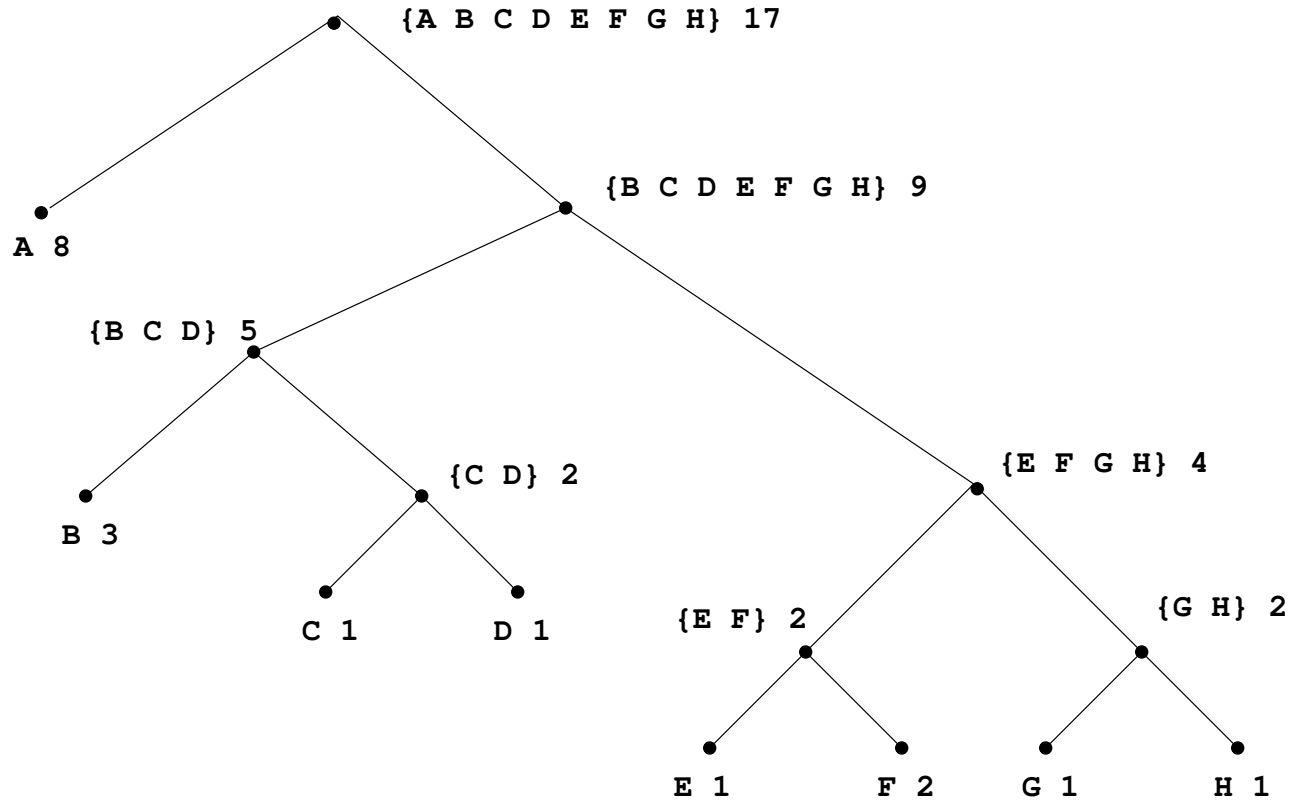 {A B C D E F G H} 17
{B C D E F G H} 9
A 8
{B C D} 5
{E F G H} 4
{C D} 2
B 3
{G H} 2
{E F} 2
C 1
D 1
E 1
F 2
G 1
H 1